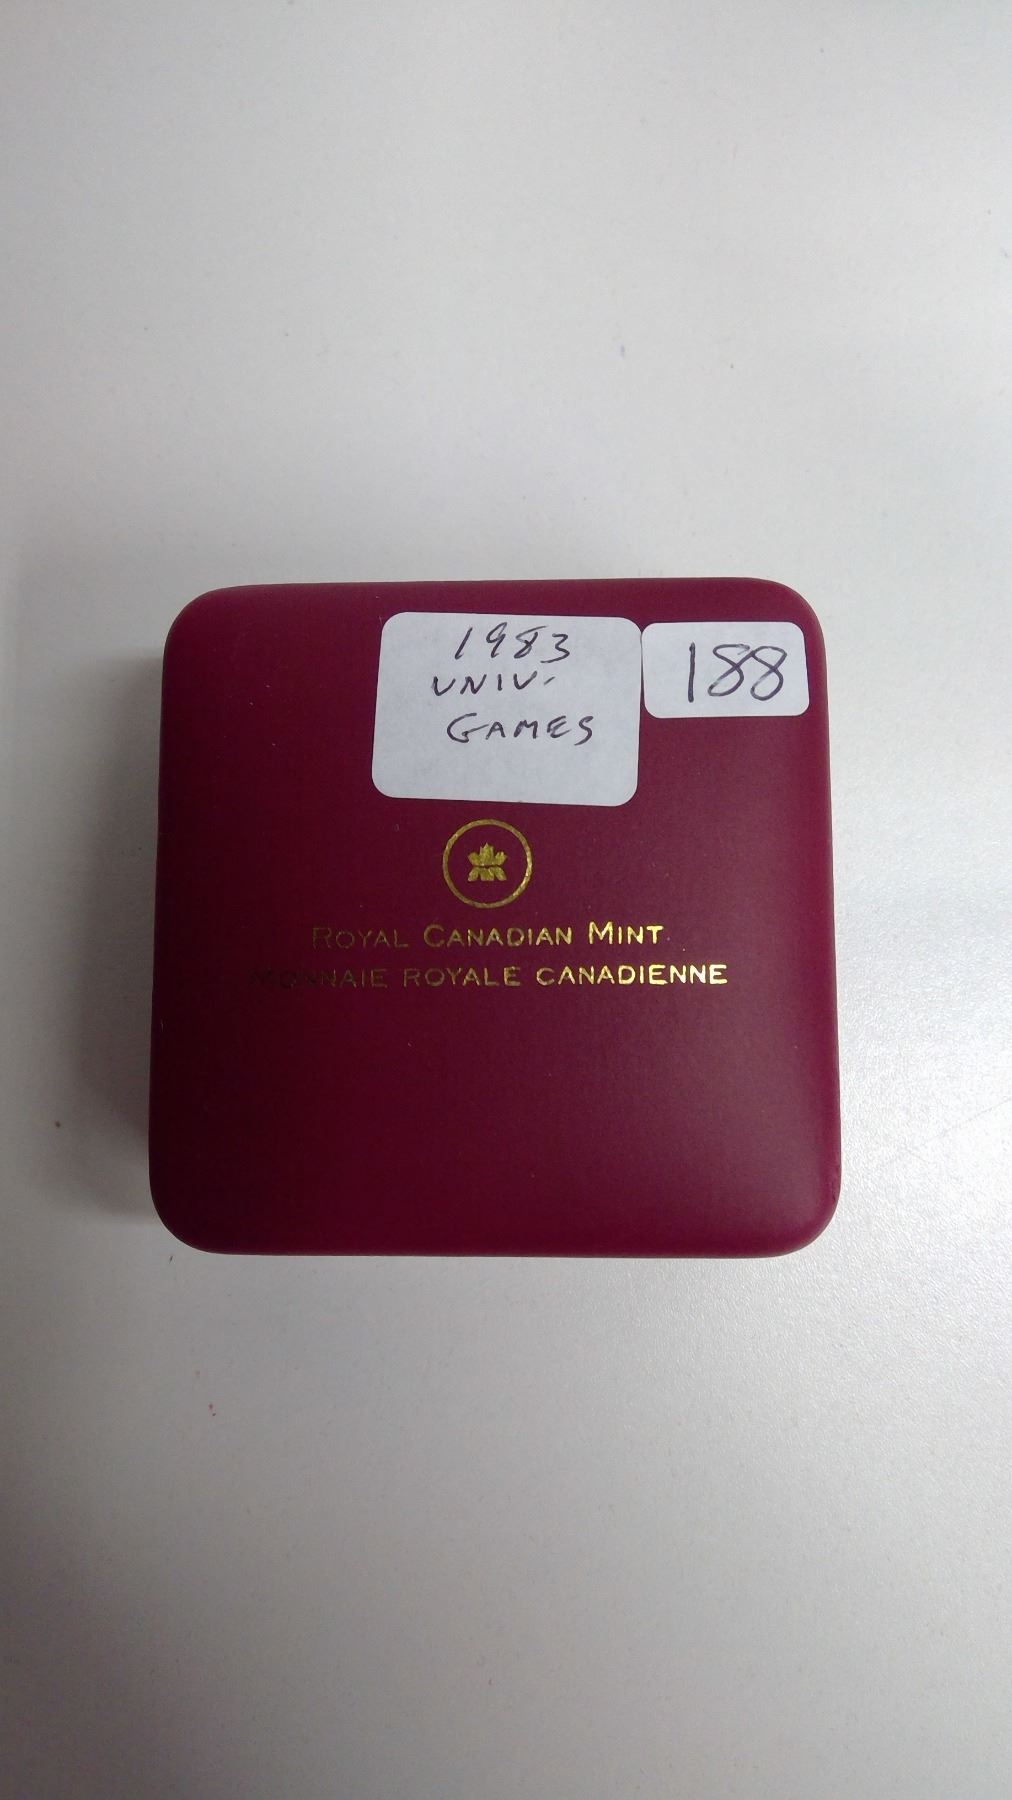 1983
UNIV.
GAMES
188
ROYAL CANADIAN MINT
MONNAIE ROYALE CANADIENNE